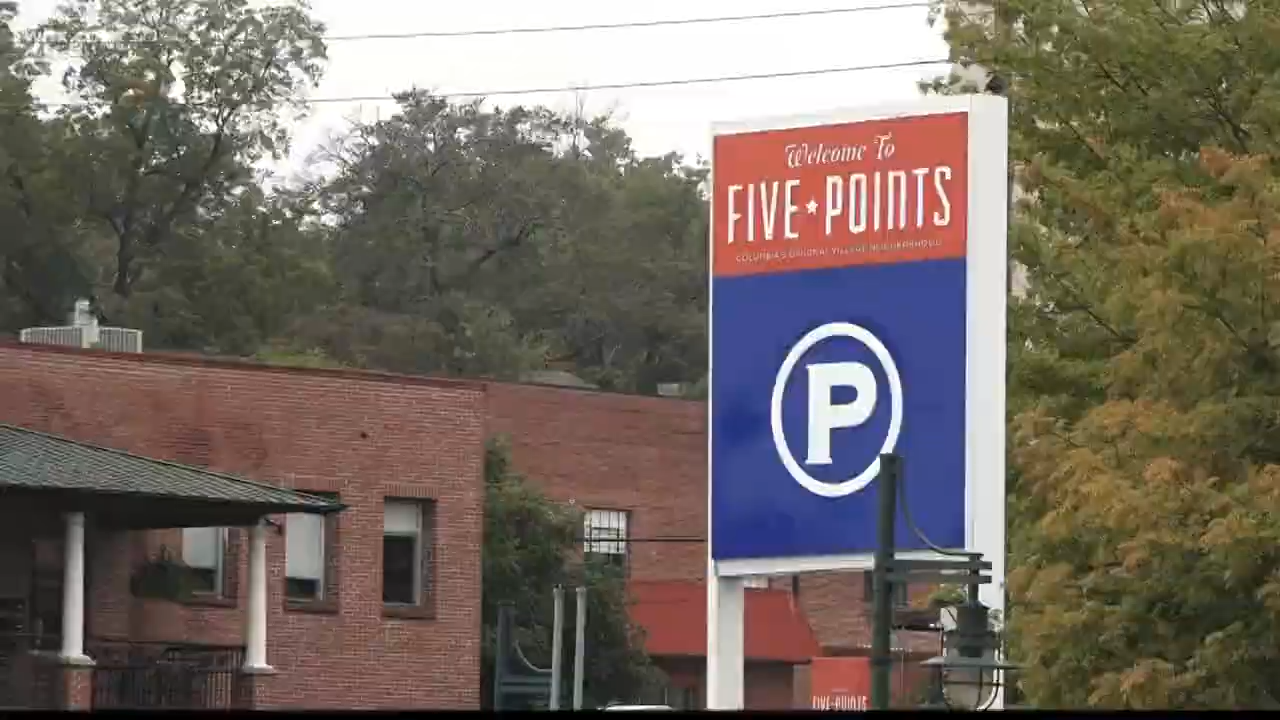 Welcome To
FIVE★POINTS
COLUMBIA'S ORIGINAL VILLAGE NEIGHBORHOOD
P
FIVE★POINTS